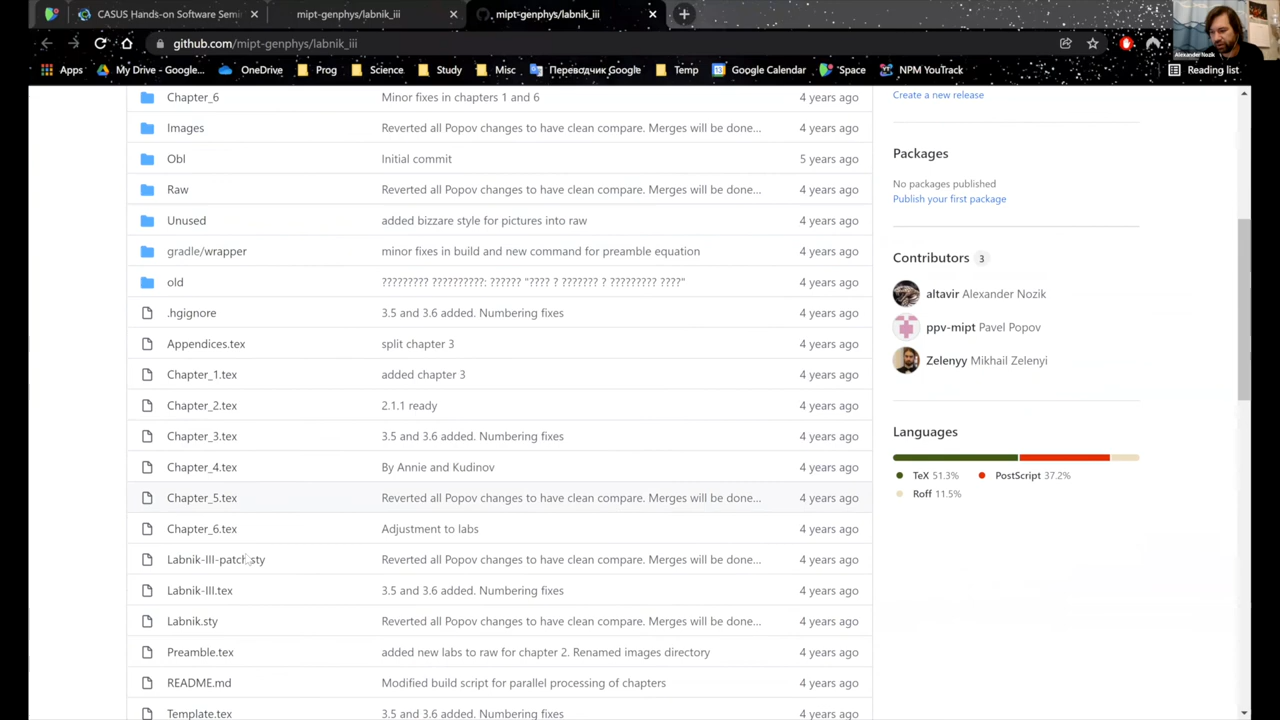 CASUS Hands-on Software Semi
mipt-genphys/labnik_iii
mipt-genphys/labnik_iii
github.com/mipt-genphys/labnik_iii
Alexander Nozik
Apps
My Drive - Google...
OneDrive
Prog
Science
Study
Misc
Переводчик Google
Temp
Google Calendar
Space
NPM YouTrack
Reading list
Chapter_6 Minor fixes in chapters 1 and 6 4 years ago
Images Reverted all Popov changes to have clean compare. Merges will be done... 4 years ago
Obl Initial commit 5 years ago
Raw Reverted all Popov changes to have clean compare. Merges will be done... 4 years ago
Unused added bizzare style for pictures into raw 4 years ago
gradle/wrapper minor fixes in build and new command for preamble equation 4 years ago
old ????????? ??????????: ?????? "???? ? ??????? ? ????????? ????" 4 years ago
.hgignore 3.5 and 3.6 added. Numbering fixes 4 years ago
Appendices.tex split chapter 3 4 years ago
Chapter_1.tex added chapter 3 4 years ago
Chapter_2.tex 2.1.1 ready 4 years ago
Chapter_3.tex 3.5 and 3.6 added. Numbering fixes 4 years ago
Chapter_4.tex By Annie and Kudinov 4 years ago
Chapter_5.tex Reverted all Popov changes to have clean compare. Merges will be done... 4 years ago
Chapter_6.tex Adjustment to labs 4 years ago
Labnik-III-patch.sty Reverted all Popov changes to have clean compare. Merges will be done... 4 years ago
Labnik-III.tex 3.5 and 3.6 added. Numbering fixes 4 years ago
Labnik.sty Reverted all Popov changes to have clean compare. Merges will be done... 4 years ago
Preamble.tex added new labs to raw for chapter 2. Renamed images directory 4 years ago
README.md Modified build script for parallel processing of chapters 4 years ago
Template.tex 3.5 and 3.6 added. Numbering fixes 4 years ago
Create a new release
Packages
No packages published
Publish your first package
Contributors 3
altavir Alexander Nozik
ppv-mipt Pavel Popov
Zelenyy Mikhail Zelenyi
Languages
TeX 51.3%
PostScript 37.2%
Roff 11.5%